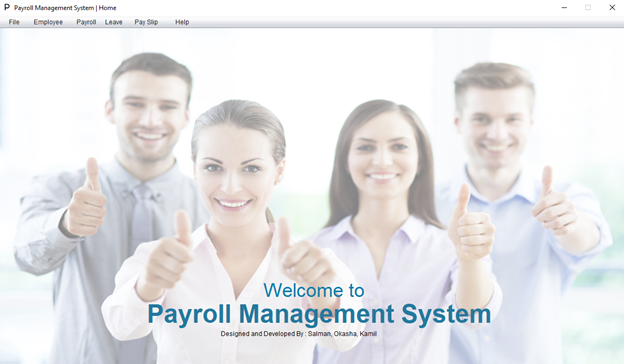 P Payroll Management System | Home
File Employee Payroll Leave Pay Slip Help
Welcome to
Payroll Management System
Designed and Developed By : Salman, Okasha, Kamil